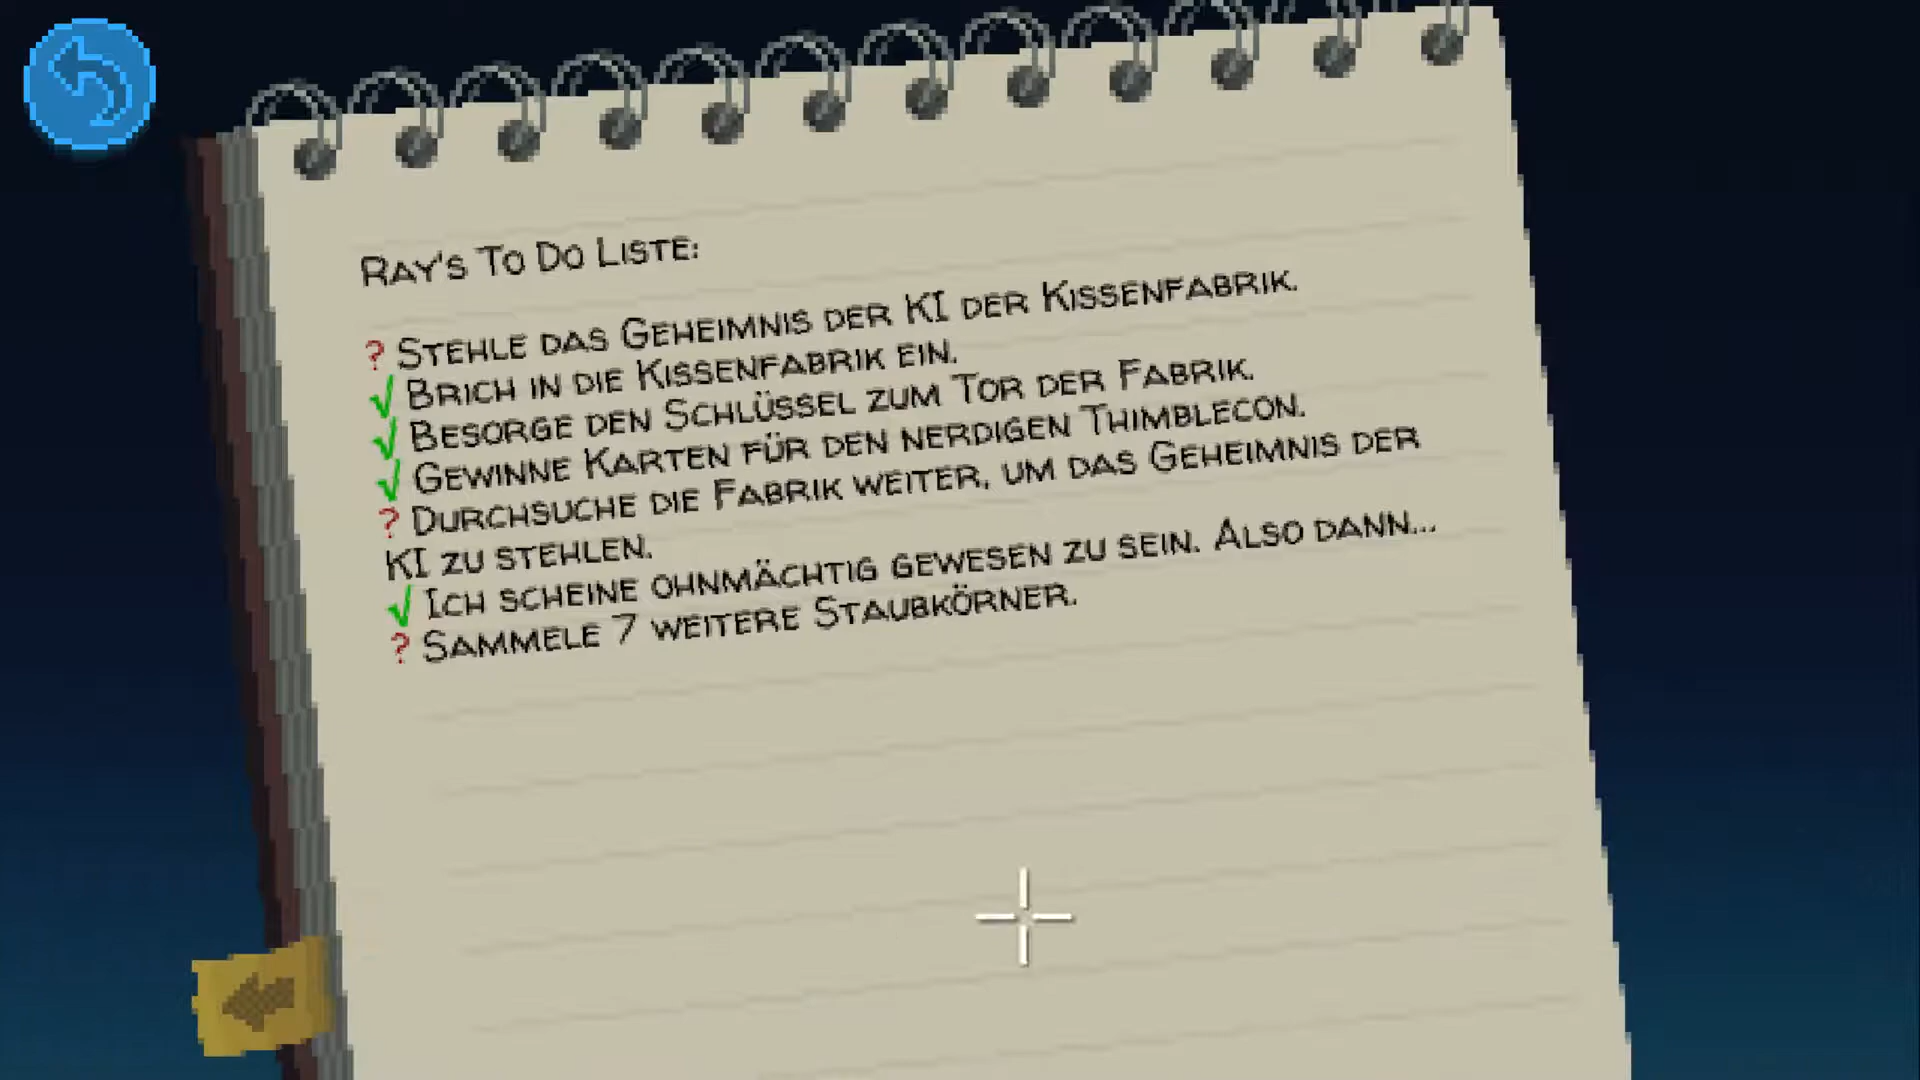 Ray's To Do Liste:
? Stehle das Geheimnis der KI der Kissenfabrik.
√ Brich in die Kissenfabrik ein.
√ Besorge den Schlüssel zum Tor der Fabrik.
√ Gewinne Karten für den nerdigen Thimblecon.
? Durchsuche die Fabrik weiter, um das Geheimnis der
KI zu stehlen.
√ Ich scheine ohnmächtig gewesen zu sein. Also dann...
? Sammele 7 weitere Staubkörner.